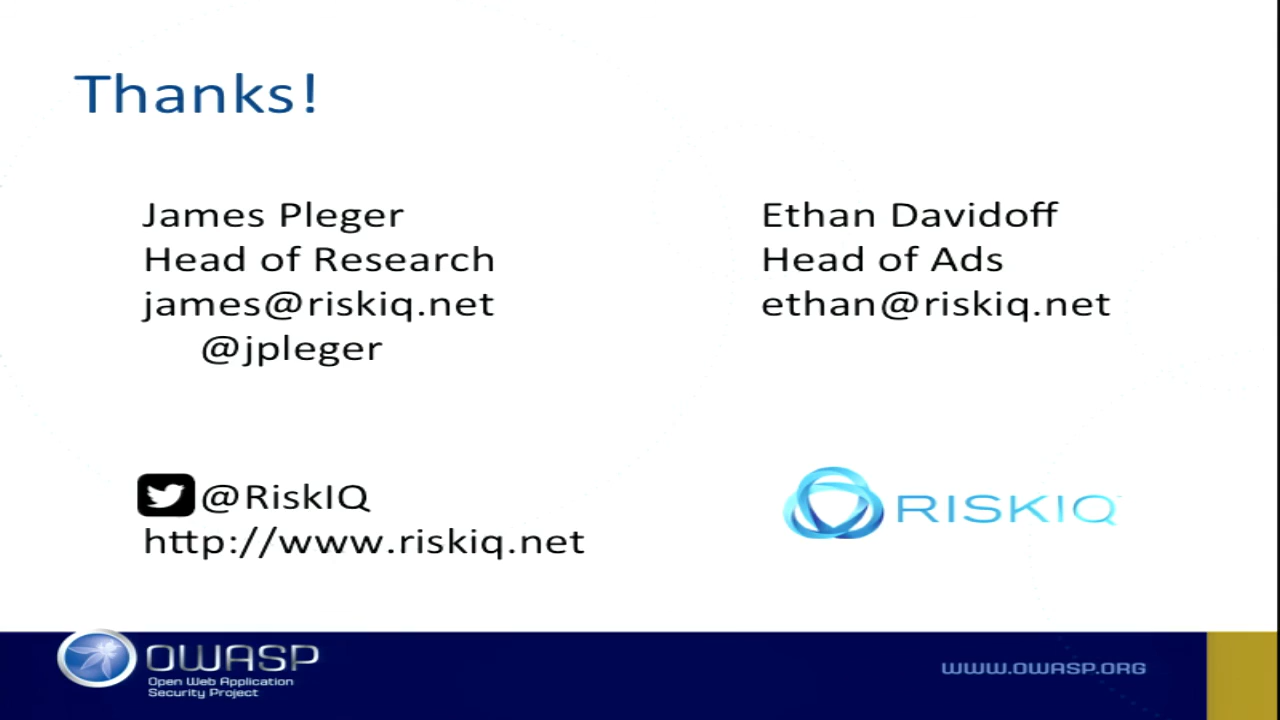 Thanks!
James Pleger
Head of Research
james@riskiq.net
@jpleger
Ethan Davidoff
Head of Ads
ethan@riskiq.net
@RiskIQ
http://www.riskiq.net
RISKIQ
OWASP
Open Web Application
Security Project
WWW.OWASP.ORG